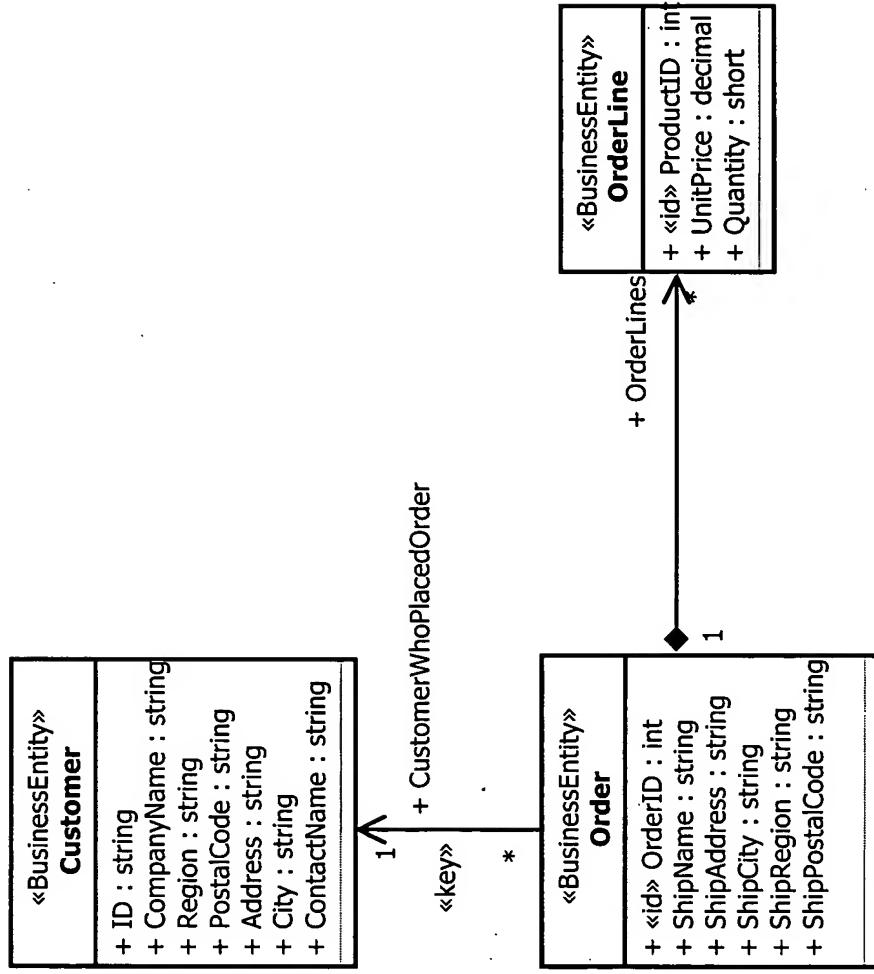 «BusinessEntity»
Customer
+ ID : string
+ CompanyName : string
+ Region : string
+ PostalCode : string
+ Address : string
+ City : string
+ ContactName : string
1
+ CustomerWhoPlacedOrder
«key»
*
«BusinessEntity»
Order
+ «id» OrderID : int
+ ShipName : string
+ ShipAddress : string
+ ShipCity : string
+ ShipRegion : string
+ ShipPostalCode : string
1
+ OrderLines
*
«BusinessEntity»
OrderLine
+ «id» ProductID : int
+ UnitPrice : decimal
+ Quantity : short